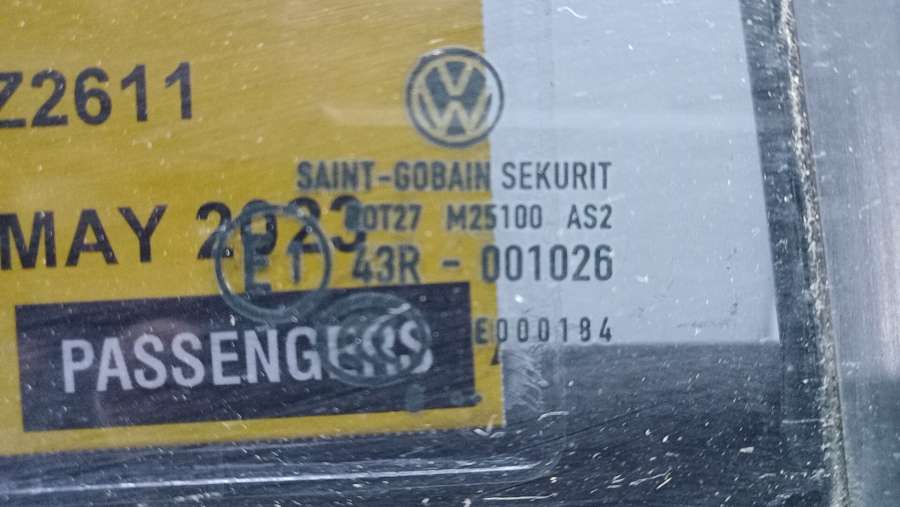 Z2611
VW
SAINT-GOBAIN SEKURIT
DOT27 M25100 AS2
MAY 2023
E1 43R - 001026
E000184
PASSENGERS